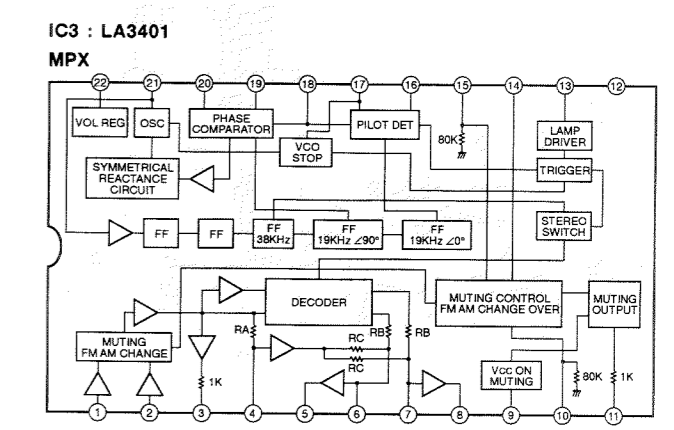 IC3 : LA3401
MPX
22 21 20 19 18 17 16 15 14 13 12
VOL REG
OSC
PHASE
COMPARATOR
PILOT DET
80K
LAMP
DRIVER
VCO
STOP
TRIGGER
SYMMETRICAL
REACTANCE
CIRCUIT
STEREO
SWITCH
FF
FF
FF
38KHz
FF
19KHz ∠90°
FF
19KHz ∠0°
DECODER
MUTING CONTROL
FM AM CHANGE OVER
MUTING
OUTPUT
MUTING
FM AM CHANGE
RA
RB
RB
RC
RC
1K
VCC ON
MUTING
80K
1K
1 2 3 4 5 6 7 8 9 10 11